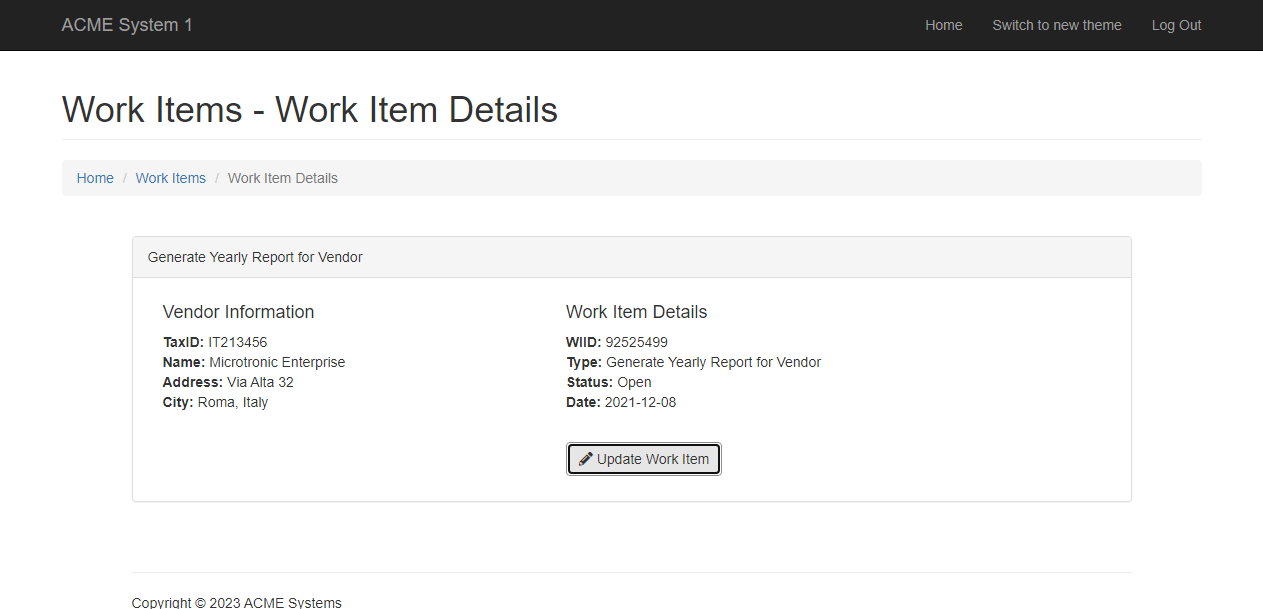 ACME System 1
Home
Switch to new theme
Log Out
Work Items - Work Item Details
Home / Work Items / Work Item Details
Generate Yearly Report for Vendor
Vendor Information
TaxID: IT213456
Name: Microtronic Enterprise
Address: Via Alta 32
City: Roma, Italy
Work Item Details
WIID: 92525499
Type: Generate Yearly Report for Vendor
Status: Open
Date: 2021-12-08
Update Work Item
Copyright © 2023 ACME Systems